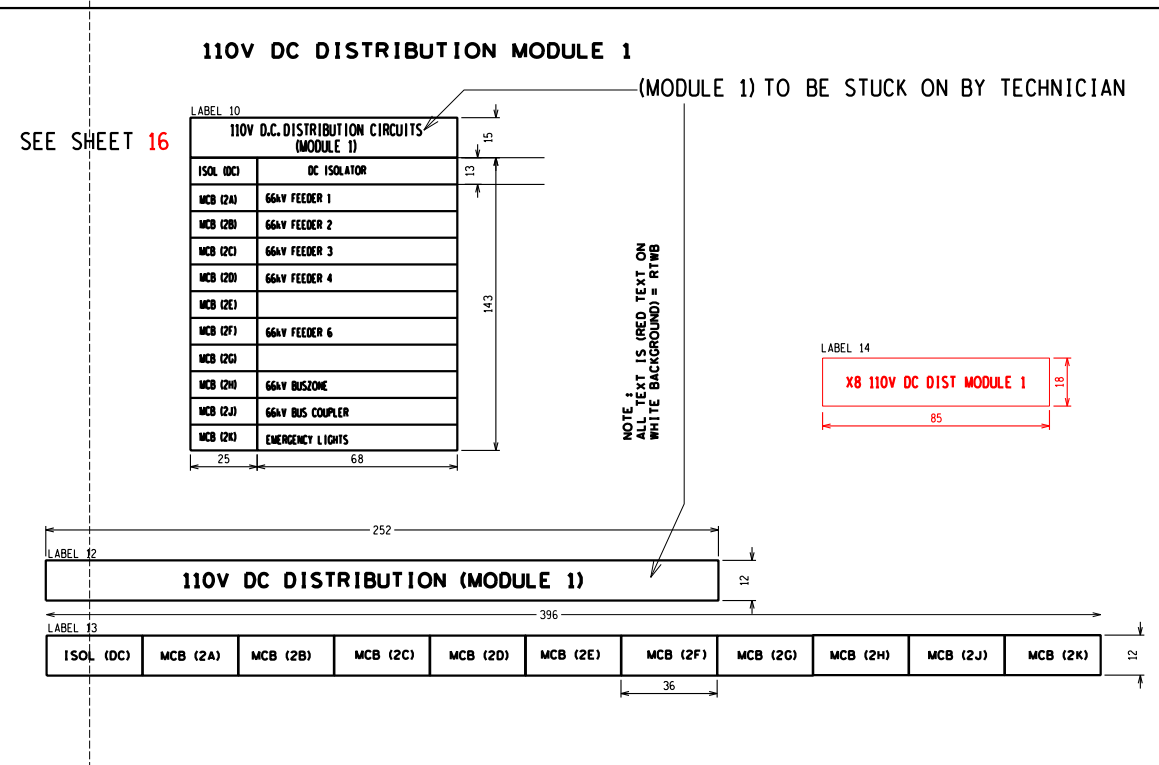 110V DC DISTRIBUTION MODULE 1
(MODULE 1) TO BE STUCK ON BY TECHNICIAN
SEE SHEET 16
LABEL 10
110V D.C. DISTRIBUTION CIRCUITS
(MODULE 1)
ISOL (DC) DC ISOLATOR
MCB (2A) 66kV FEEDER 1
MCB (2B) 66kV FEEDER 2
MCB (2C) 66kV FEEDER 3
MCB (2D) 66kV FEEDER 4
MCB (2E)
MCB (2F) 66kV FEEDER 6
MCB (2G)
MCB (2H) 66kV BUSZONE
MCB (2J) 66kV BUS COUPLER
MCB (2K) EMERGENCY LIGHTS
15
13
143
25 68
NOTE :
ALL TEXT IS (RED TEXT ON
WHITE BACKGROUND) = RTWB
LABEL 14
X8 110V DC DIST MODULE 1
18
85
252
LABEL 12
110V DC DISTRIBUTION (MODULE 1)
12
396
LABEL 13
ISOL (DC) MCB (2A) MCB (2B) MCB (2C) MCB (2D) MCB (2E) MCB (2F) MCB (2G) MCB (2H) MCB (2J) MCB (2K)
12
36